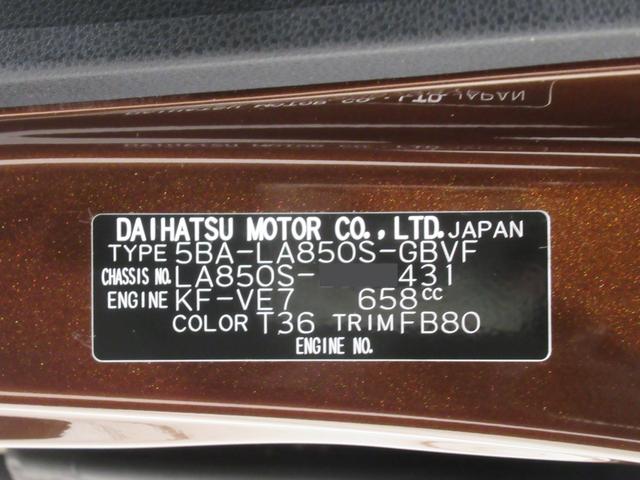 DAIHATSU MOTOR CO., LTD. JAPAN
TYPE 5BA-LA850S-GBVF
CHASSIS NO. LA850S- 431
ENGINE KF-VE7 658cc
COLOR T36 TRIM FB80
ENGINE NO.